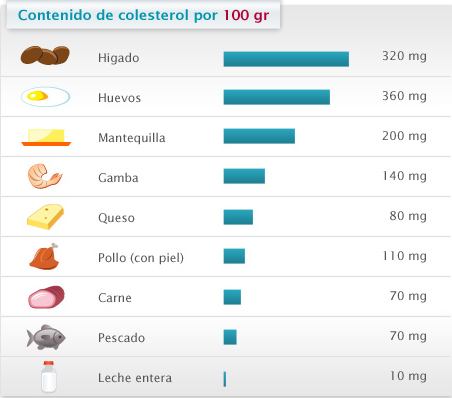 Contenido de colesterol por 100 gr
Higado 320 mg
Huevos 360 mg
Mantequilla 200 mg
Gamba 140 mg
Queso 80 mg
Pollo (con piel) 110 mg
Carne 70 mg
Pescado 70 mg
Leche entera 10 mg